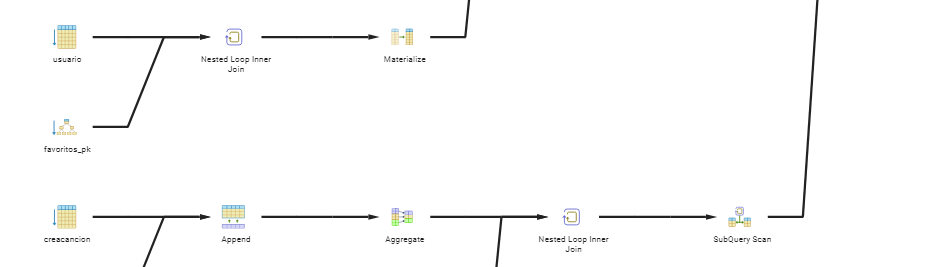 usuario
Nested Loop Inner
Join
Materialize
favoritos_pk
creacancion
Append
Aggregate
Nested Loop Inner
Join
SubQuery Scan